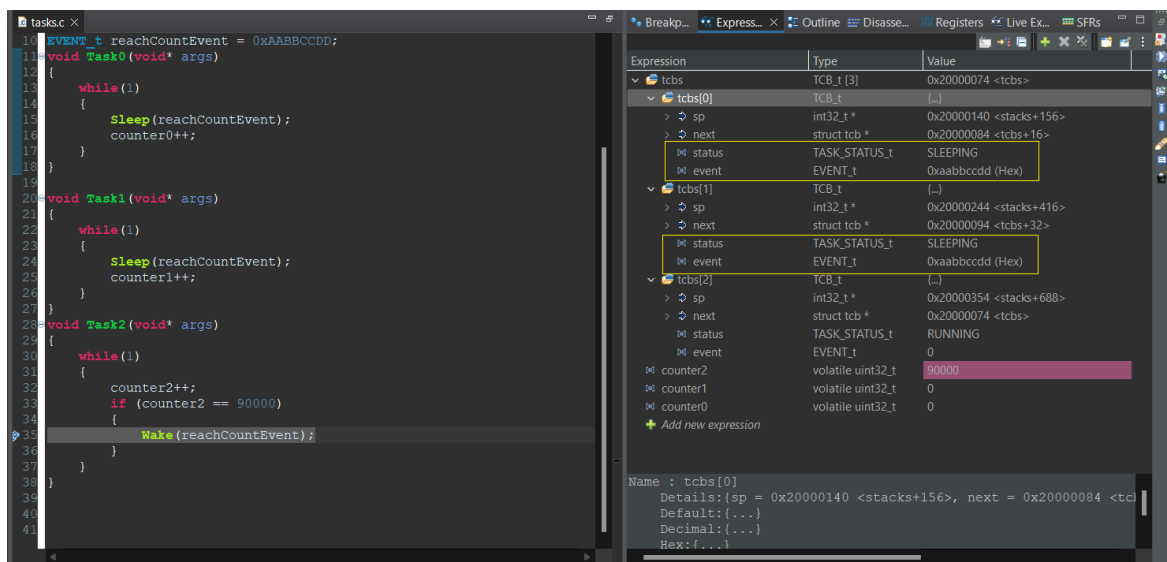 tasks.c
10 EVENT_t reachCountEvent = 0xAABBCCDD;
11 void Task0(void* args)
12 {
13 while(1)
14 {
15 Sleep(reachCountEvent);
16 counter0++;
17 }
18 }
19
20 void Task1(void* args)
21 {
22 while(1)
23 {
24 Sleep(reachCountEvent);
25 counter1++;
26 }
27 }
28 void Task2(void* args)
29 {
30 while(1)
31 {
32 counter2++;
33 if (counter2 == 90000)
34 {
35 Wake(reachCountEvent);
36 }
37 }
38 }
39
40
41
Breakp... Express... Outline Disasse... Registers Live Ex... SFRs
Expression Type Value
tcbs TCB_t [3] 0x20000074 <tcbs>
tcbs[0] TCB_t {...}
sp int32_t * 0x20000140 <stacks+156>
next struct tcb * 0x20000084 <tcbs+16>
status TASK_STATUS_t SLEEPING
event EVENT_t 0xaabbccdd (Hex)
tcbs[1] TCB_t {...}
sp int32_t * 0x20000244 <stacks+416>
next struct tcb * 0x20000094 <tcbs+32>
status TASK_STATUS_t SLEEPING
event EVENT_t 0xaabbccdd (Hex)
tcbs[2] TCB_t {...}
sp int32_t * 0x20000354 <stacks+688>
next struct tcb * 0x20000074 <tcbs>
status TASK_STATUS_t RUNNING
event EVENT_t 0
counter2 volatile uint32_t 90000
counter1 volatile uint32_t 0
counter0 volatile uint32_t 0
Add new expression
Name : tcbs[0]
Details:{sp = 0x20000140 <stacks+156>, next = 0x20000084 <tcb
Default:{...}
Decimal:{...}
Hex:{...}